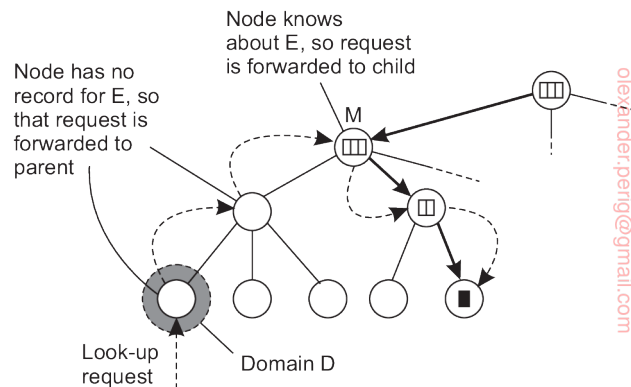 Node knows
about E, so request
is forwarded to child
Node has no
record for E, so
that request is
forwarded to
parent
M
Look-up
request
Domain D
olexander.perig@gmail.com